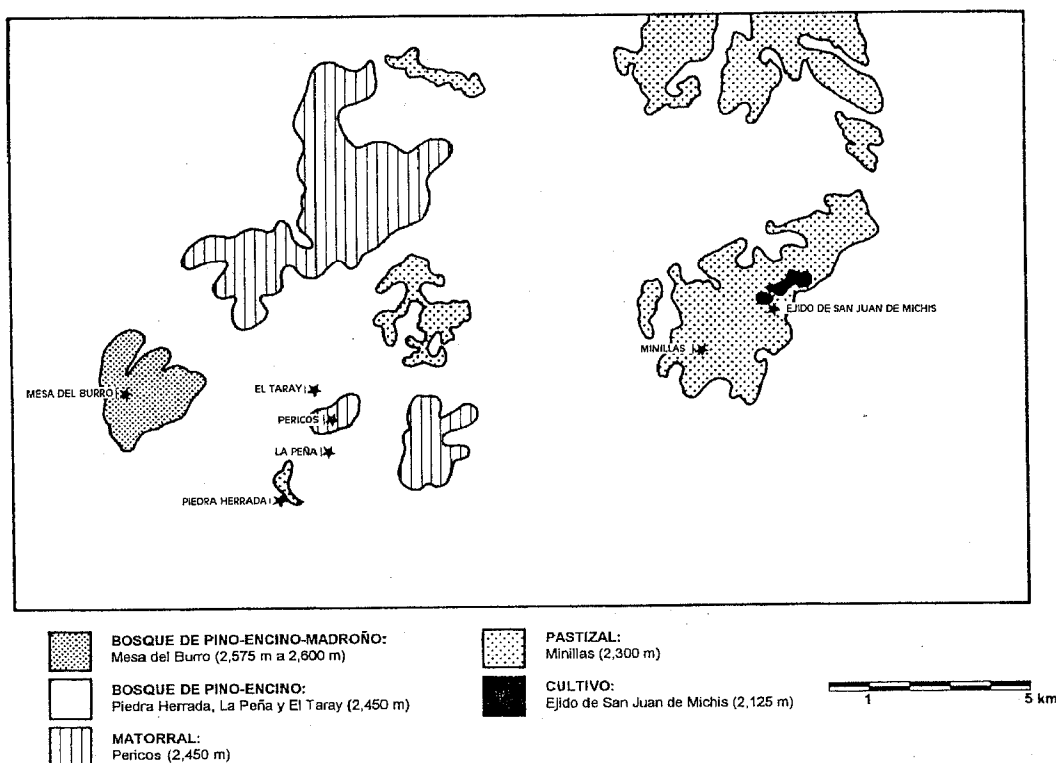 EJIDO DE SAN JUAN DE MICHIS
MINILLAS
MESA DEL BURRO
EL TARAY
PERICOS
LA PEÑA
PIEDRA HERRADA
BOSQUE DE PINO-ENCINO-MADROÑO:
Mesa del Burro (2,575 m a 2,600 m)
BOSQUE DE PINO-ENCINO:
Piedra Herrada, La Peña y El Taray (2,450 m)
MATORRAL:
Pericos (2,450 m)
PASTIZAL:
Minillas (2,300 m)
CULTIVO:
Ejido de San Juan de Michis (2,125 m)
1 5 km